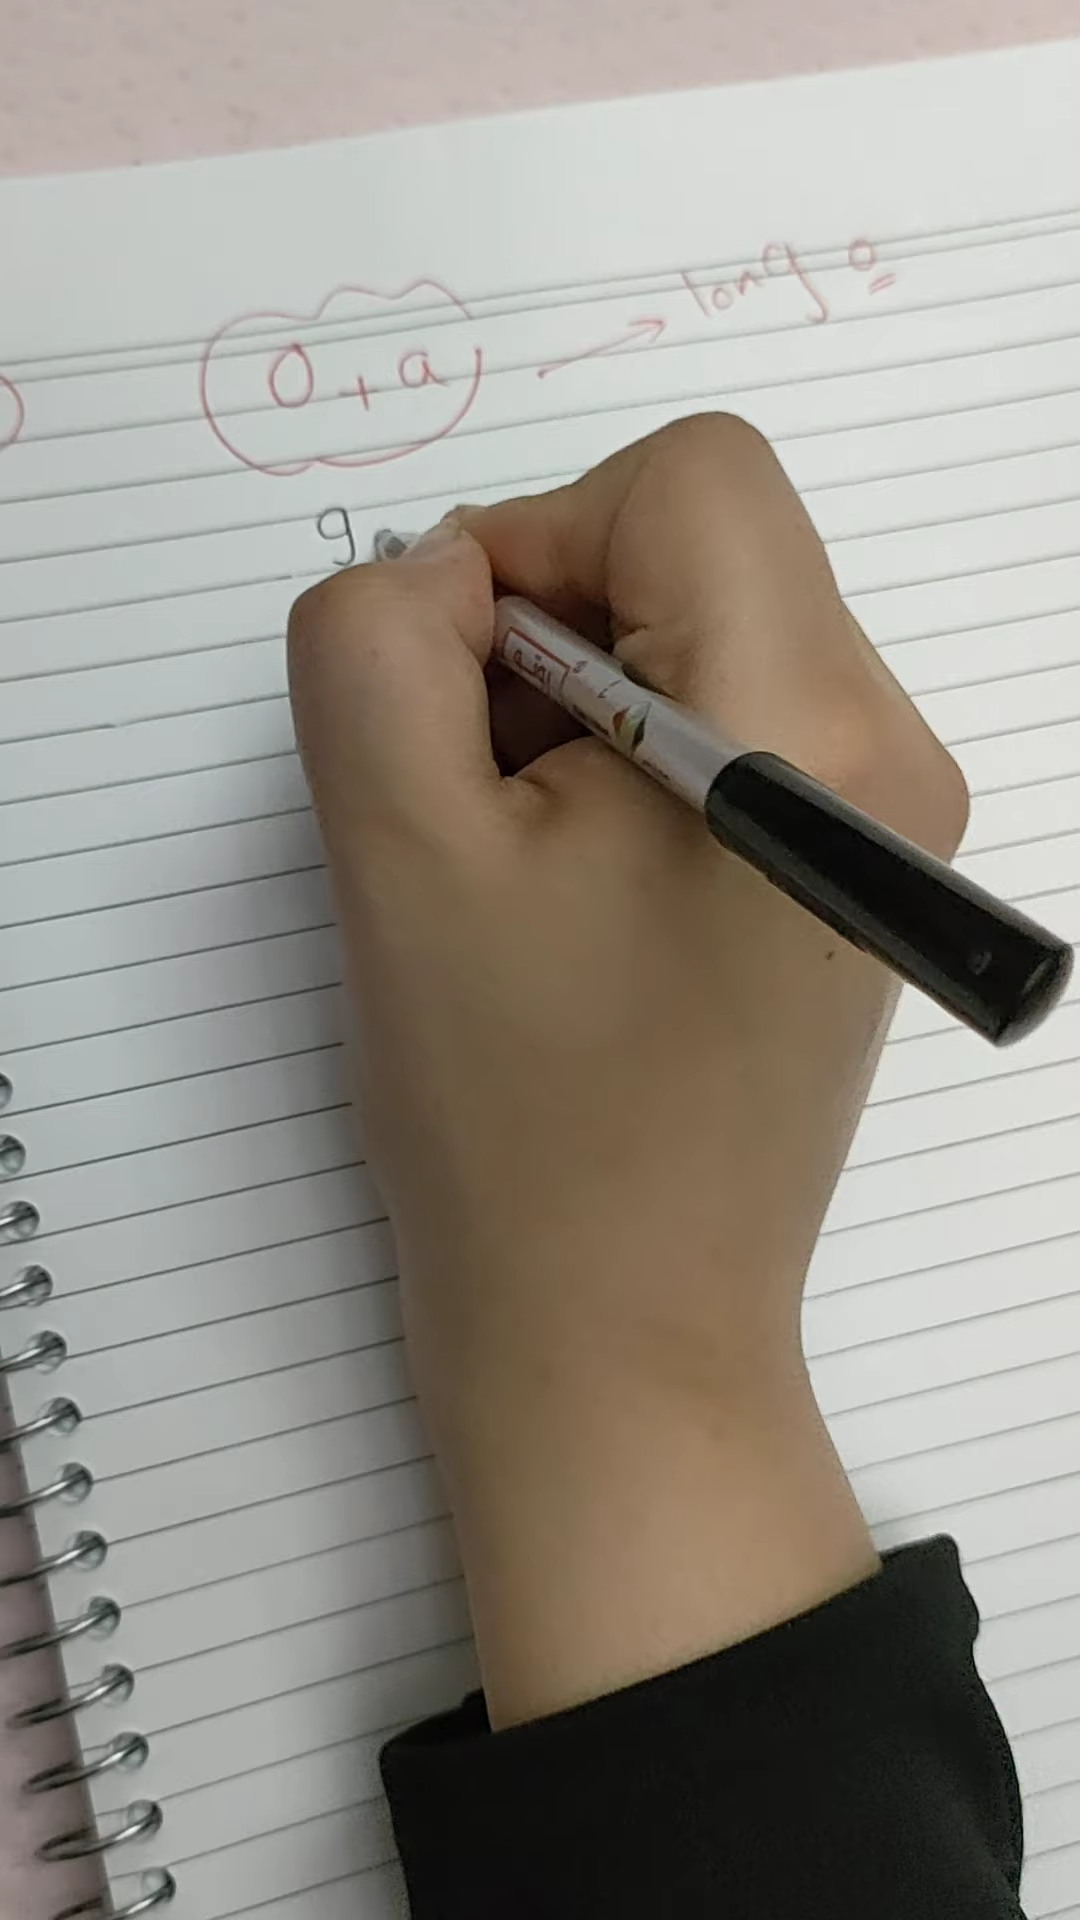 O + a → long o
g